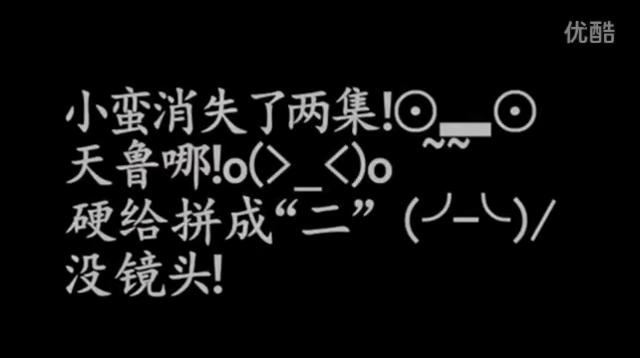 优酷
小蛮消失了两集!⊙▂⊙
~~
天鲁哪!o(>_<)o
硬给拼成“二” (╯-╰)/
没镜头!